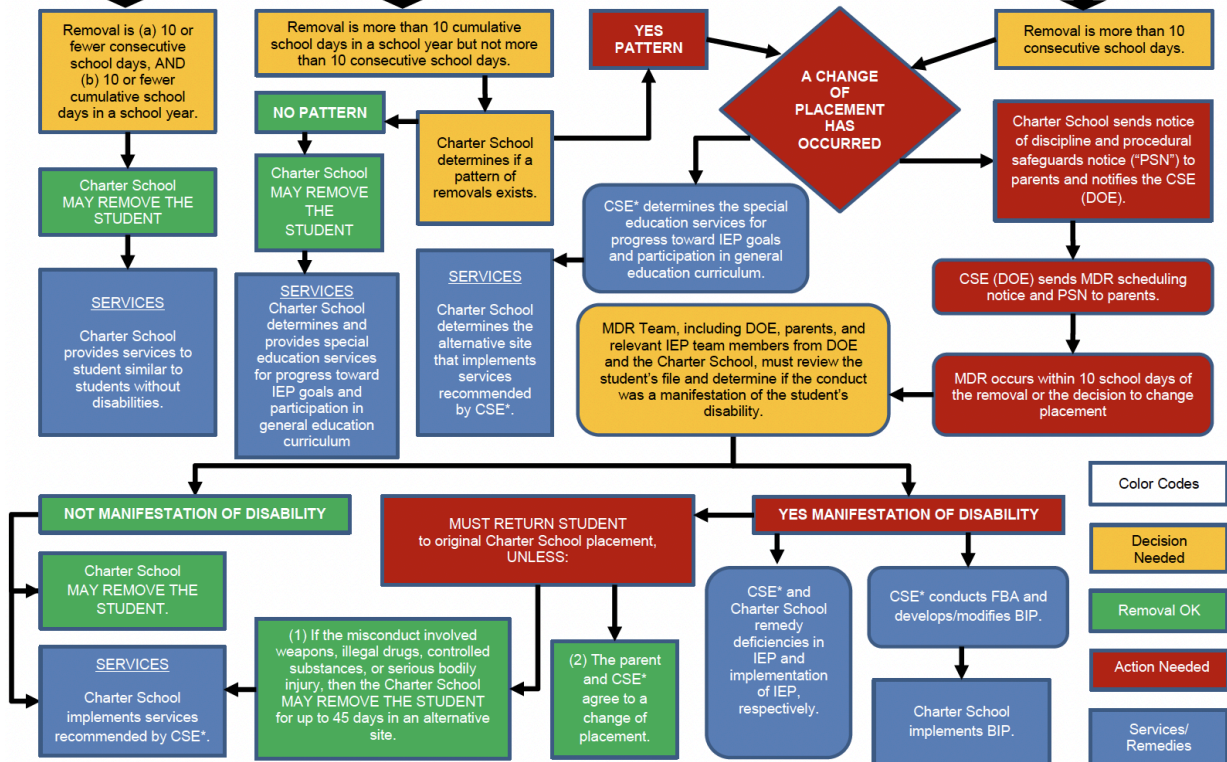 Removal is (a) 10 or
fewer consecutive
school days, AND
(b) 10 or fewer
cumulative school
days in a school year.
Removal is more than 10 cumulative
school days in a school year but not more
than 10 consecutive school days.
YES
PATTERN
Removal is more than 10
consecutive school days.
A CHANGE
OF
PLACEMENT
HAS
OCCURRED
NO PATTERN
Charter School
determines if a
pattern of
removals exists.
Charter School sends notice
of discipline and procedural
safeguards notice (“PSN”) to
parents and notifies the CSE
(DOE).
Charter School
MAY REMOVE THE
STUDENT
Charter School
MAY REMOVE
THE
STUDENT
CSE* determines the special
education services for
progress toward IEP goals
and participation in general
education curriculum.
SERVICES
Charter School
provides services to
student similar to
students without
disabilities.
SERVICES
Charter School
determines and
provides special
education services
for progress toward
IEP goals and
participation in
general education
curriculum
SERVICES
Charter School
determines the
alternative site
that implements
services
recommended
by CSE*.
CSE (DOE) sends MDR scheduling
notice and PSN to parents.
MDR Team, including DOE, parents, and
relevant IEP team members from DOE
and the Charter School, must review the
student’s file and determine if the conduct
was a manifestation of the student’s
disability.
MDR occurs within 10 school days of
the removal or the decision to change
placement
NOT MANIFESTATION OF DISABILITY
MUST RETURN STUDENT
to original Charter School placement,
UNLESS:
YES MANIFESTATION OF DISABILITY
Charter School
MAY REMOVE THE
STUDENT.
SERVICES
Charter School
implements services
recommended by CSE*.
(1) If the misconduct involved
weapons, illegal drugs, controlled
substances, or serious bodily
injury, then the Charter School
MAY REMOVE THE STUDENT
for up to 45 days in an alternative
site.
(2) The parent
and CSE*
agree to a
change of
placement.
CSE* and
Charter School
remedy
deficiencies in
IEP and
implementation
of IEP,
respectively.
CSE* conducts FBA and
develops/modifies BIP.
Charter School
implements BIP.
Color Codes
Decision
Needed
Removal OK
Action Needed
Services/
Remedies